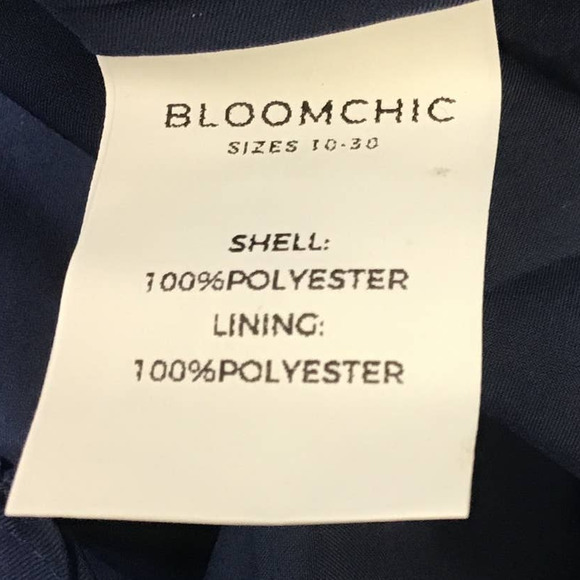 BLOOMCHIC
SIZES 10-30
SHELL:
100%POLYESTER
LINING:
100%POLYESTER